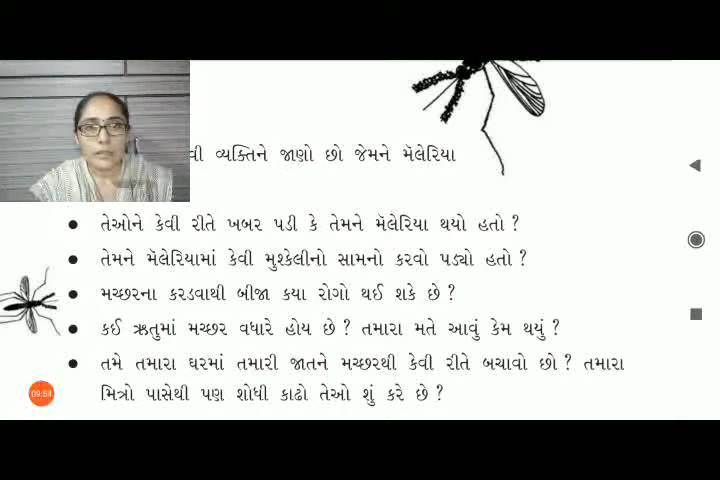 વી વ્યક્તિને જાણો છો જેમને મૅલેરિયા
● તેઓને કેવી રીતે ખબર પડી કે તેમને મૅલેરિયા થયો હતો ?
● તેમને મૅલેરિયામાં કેવી મુશ્કેલીનો સામનો કરવો પડ્યો હતો ?
● મચ્છરના કરડવાથી બીજા કયા રોગો થઈ શકે છે ?
● કઈ ઋતુમાં મચ્છર વધારે હોય છે ? તમારા મતે આવું કેમ થયું ?
● તમે તમારા ઘરમાં તમારી જાતને મચ્છરથી કેવી રીતે બચાવો છો ? તમારા
મિત્રો પાસેથી પણ શોધી કાઢો તેઓ શું કરે છે ?
09:54